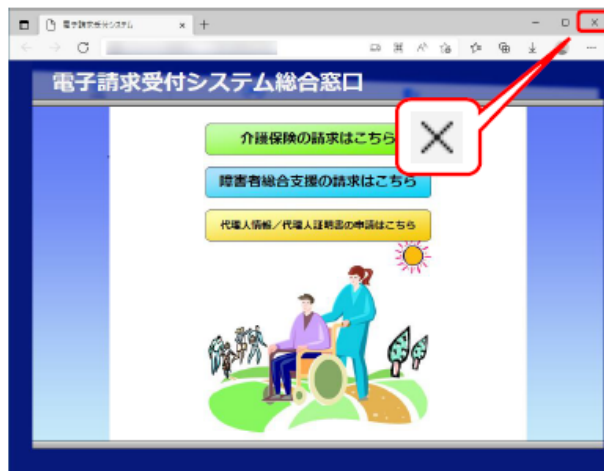 電子請求受付システム
電子請求受付システム総合窓口
介護保険の請求はこちら
障害者総合支援の請求はこちら
代理人情報／代理人証明書の申請はこちら